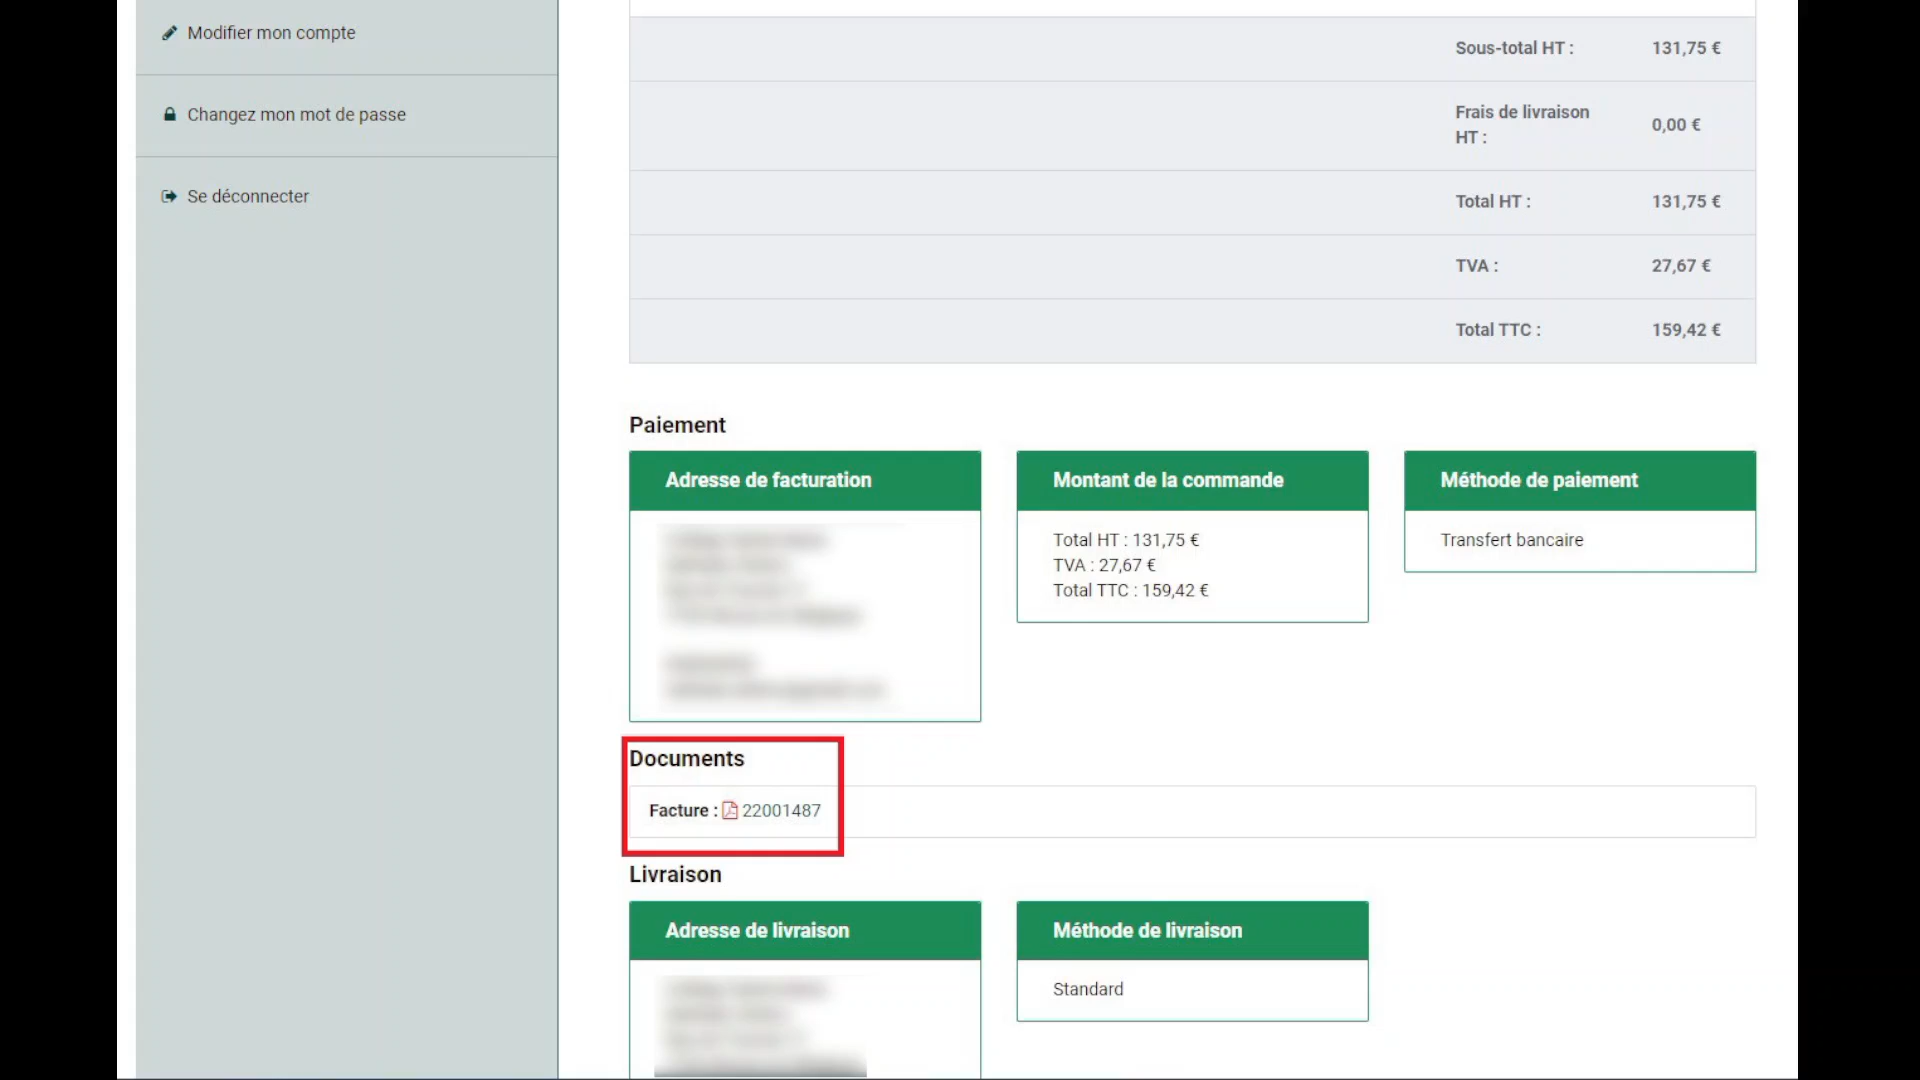 Modifier mon compte
Changez mon mot de passe
Se déconnecter
Sous-total HT : 131,75 €
Frais de livraison
HT : 0,00 €
Total HT : 131,75 €
TVA : 27,67 €
Total TTC : 159,42 €
Paiement
Adresse de facturation
Montant de la commande
Total HT : 131,75 €
TVA : 27,67 €
Total TTC : 159,42 €
Méthode de paiement
Transfert bancaire
Documents
Facture : 22001487
Livraison
Adresse de livraison
Méthode de livraison
Standard